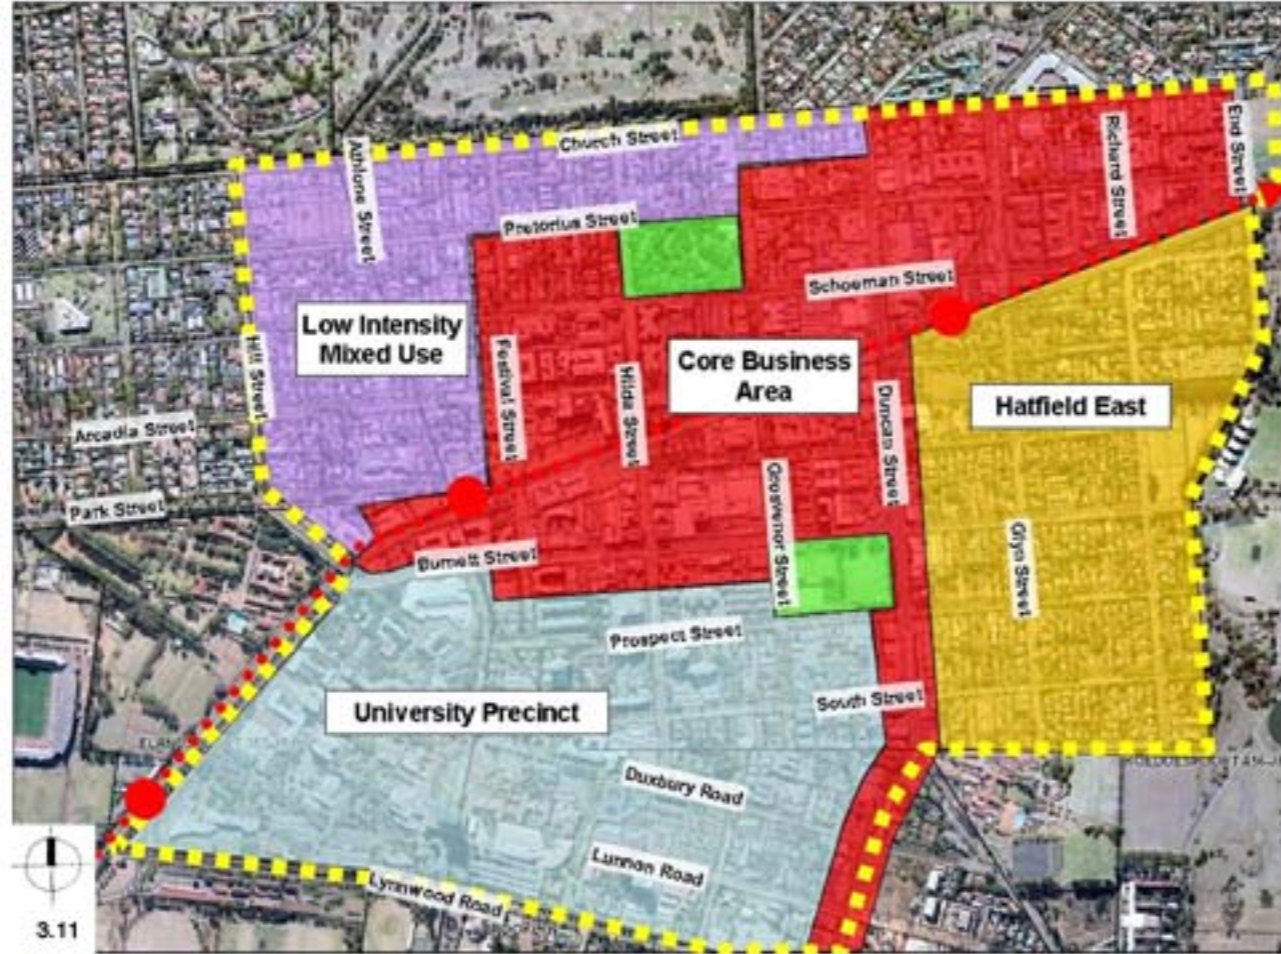 Church Street
Athlone Street
Richard Street
End Street
Pretorius Street
Schoeman Street
Low Intensity
Mixed Use
Hill Street
Festival Street
Hilda Street
Core Business
Area
Duncan Street
Hatfield East
Arcadia Street
Park Street
Grosvenor Street
Glyn Street
Burnett Street
Prospect Street
University Precinct
South Street
Duxbury Road
Lunnon Road
Lynnwood Road
3.11